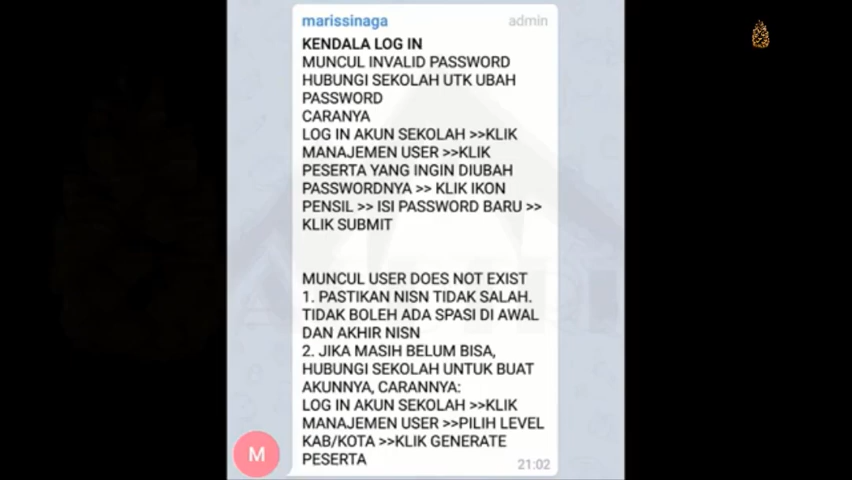 marissinaga admin
KENDALA LOG IN
MUNCUL INVALID PASSWORD
HUBUNGI SEKOLAH UTK UBAH
PASSWORD
CARANYA
LOG IN AKUN SEKOLAH >>KLIK
MANAJEMEN USER >>KLIK
PESERTA YANG INGIN DIUBAH
PASSWORDNYA >> KLIK IKON
PENSIL >> ISI PASSWORD BARU >>
KLIK SUBMIT
MUNCUL USER DOES NOT EXIST
1. PASTIKAN NISN TIDAK SALAH.
TIDAK BOLEH ADA SPASI DI AWAL
DAN AKHIR NISN
2. JIKA MASIH BELUM BISA,
HUBUNGI SEKOLAH UNTUK BUAT
AKUNNYA, CARANNYA:
LOG IN AKUN SEKOLAH >>KLIK
MANAJEMEN USER >>PILIH LEVEL
KAB/KOTA >>KLIK GENERATE
PESERTA
M
21:02